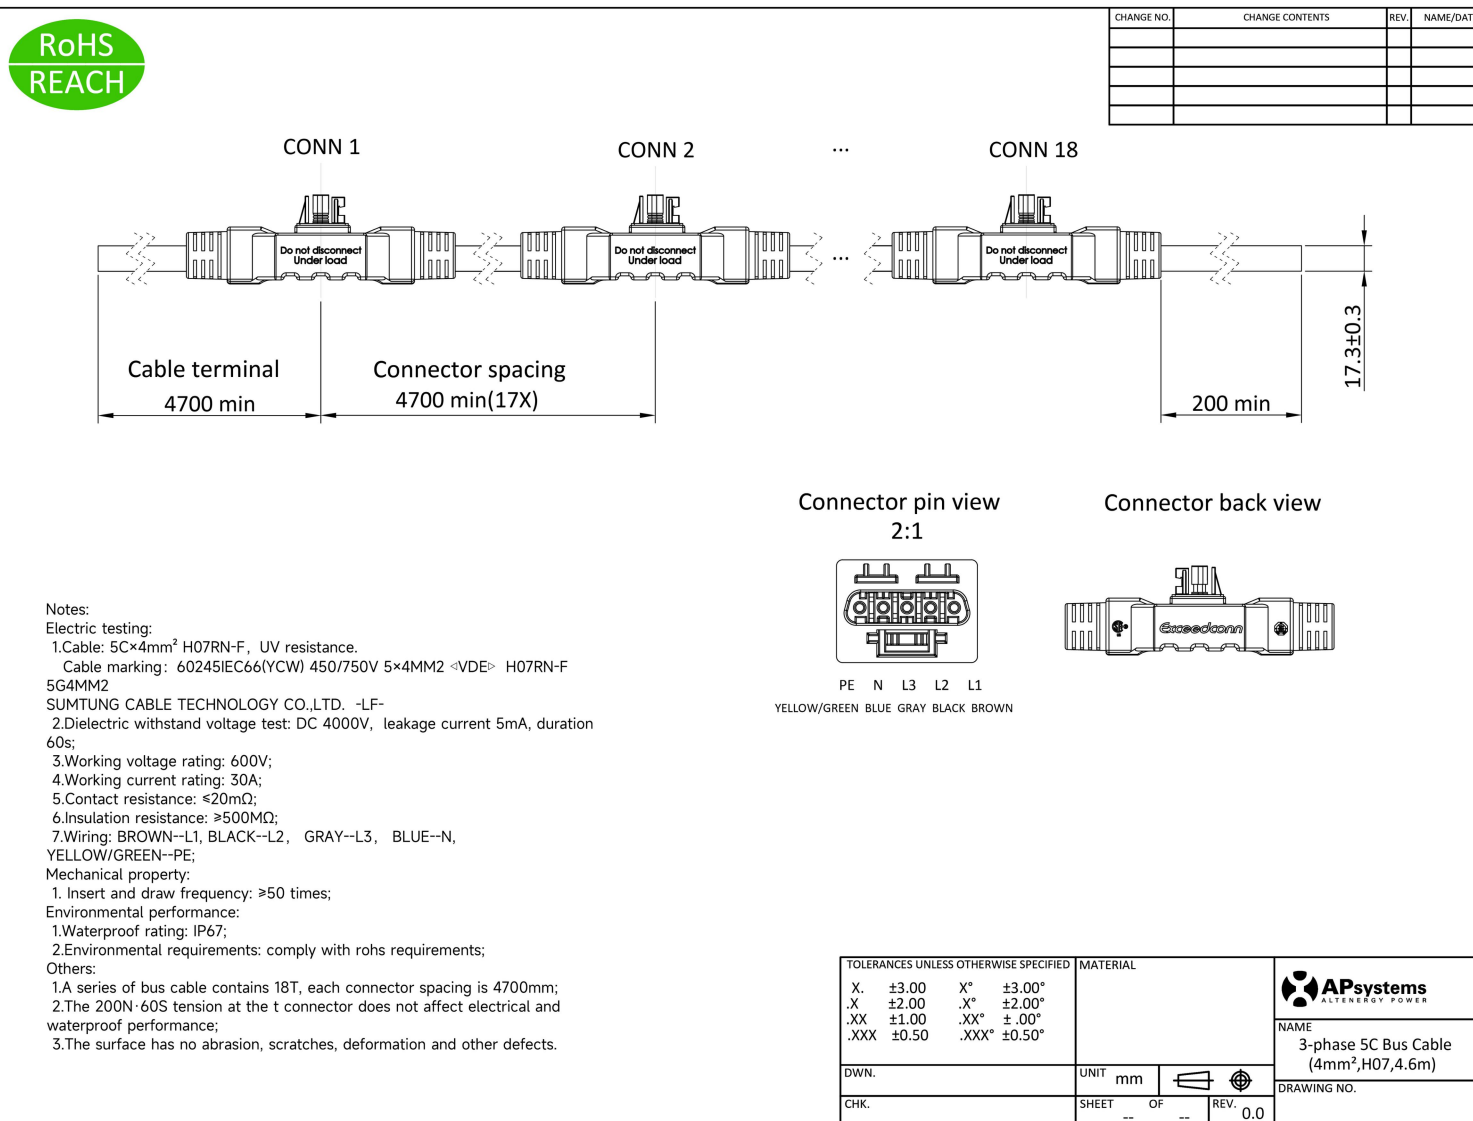 RoHS
REACH
CHANGE NO. CHANGE CONTENTS REV. NAME/DAT
CONN 1 CONN 2 ... CONN 18
Do not disconnect
Under load
Do not disconnect
Under load
...
Do not disconnect
Under load
17.3±0.3
Cable terminal
4700 min
Connector spacing
4700 min(17X)
200 min
Connector pin view
2:1
Connector back view
Exceedconn
PE N L3 L2 L1
YELLOW/GREEN BLUE GRAY BLACK BROWN
Notes:
Electric testing:
1.Cable: 5C×4mm² H07RN-F, UV resistance.
Cable marking: 60245IEC66(YCW) 450/750V 5×4MM2 ◁VDE▷ H07RN-F
5G4MM2
SUMTUNG CABLE TECHNOLOGY CO.,LTD. -LF-
2.Dielectric withstand voltage test: DC 4000V, leakage current 5mA, duration
60s;
3.Working voltage rating: 600V;
4.Working current rating: 30A;
5.Contact resistance: ≤20mΩ;
6.Insulation resistance: ≥500MΩ;
7.Wiring: BROWN--L1, BLACK--L2, GRAY--L3, BLUE--N,
YELLOW/GREEN--PE;
Mechanical property:
1. Insert and draw frequency: ≥50 times;
Environmental performance:
1.Waterproof rating: IP67;
2.Environmental requirements: comply with rohs requirements;
Others:
1.A series of bus cable contains 18T, each connector spacing is 4700mm;
2.The 200N·60S tension at the t connector does not affect electrical and
waterproof performance;
3.The surface has no abrasion, scratches, deformation and other defects.
TOLERANCES UNLESS OTHERWISE SPECIFIED
X. ±3.00 X° ±3.00°
.X ±2.00 .X° ±2.00°
.XX ±1.00 .XX° ± .00°
.XXX ±0.50 .XXX° ±0.50°
MATERIAL
APsystems
ALTENERGY POWER
NAME
3-phase 5C Bus Cable
(4mm²,H07,4.6m)
DWN.
UNIT mm
DRAWING NO.
CHK.
SHEET -- OF --
REV. 0.0